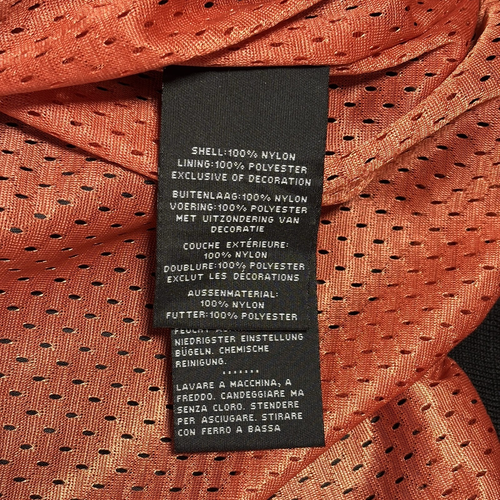 SHELL:100% NYLON
LINING:100% POLYESTER
EXCLUSIVE OF DECORATION
BUITENLAAG:100% NYLON
VOERING:100% POLYESTER
MET UITZONDERING VAN
DECORATIE
COUCHE EXTÉRIEURE:
100% NYLON
DOUBLURE:100% POLYESTER
EXCLUT LES DÉCORATIONS
AUSSENMATERIAL:
100% NYLON
FUTTER:100% POLYESTER
NIEDRIGSTER EINSTELLUNG
BÜGELN. CHEMISCHE
REINIGUNG.
.......
LAVARE A MACCHINA, A
FREDDO. CANDEGGIARE MA
SENZA CLORO. STENDERE
PER ASCIUGARE. STIRARE
CON FERRO A BASSA